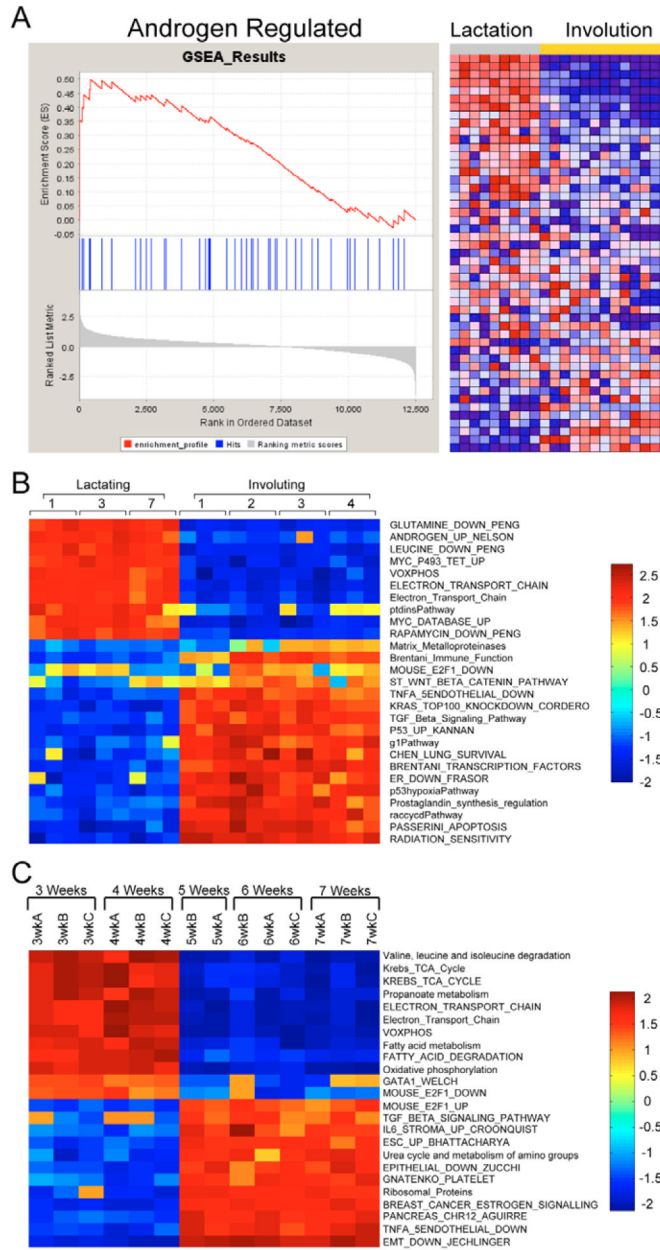 A
Androgen Regulated
Lactation Involution
GSEA_Results
Enrichment Score (ES)
0.50
0.45
0.40
0.35
0.30
0.25
0.20
0.15
0.10
0.05
0.00
-0.05
Ranked List Metric
2.5
0.0
-2.5
0 2,500 5,000 7,500 10,000 12,500
Rank in Ordered Dataset
enrichment_profile Hits Ranking metric scores
B
Lactating Involuting
1 3 7 1 2 3 4
GLUTAMINE_DOWN_PENG
ANDROGEN_UP_NELSON
LEUCINE_DOWN_PENG
MYC_P493_TET_UP
VOXPHOS
ELECTRON_TRANSPORT_CHAIN
Electron_Transport_Chain
ptdinsPathway
MYC_DATABASE_UP
RAPAMYCIN_DOWN_PENG
Matrix_Metalloproteinases
Brentani_Immune_Function
MOUSE_E2F1_DOWN
ST_WNT_BETA_CATENIN_PATHWAY
TNFA_5ENDOTHELIAL_DOWN
KRAS_TOP100_KNOCKDOWN_CORDERO
TGF_Beta_Signaling_Pathway
P53_UP_KANNAN
g1Pathway
CHEN_LUNG_SURVIVAL
BRENTANI_TRANSCRIPTION_FACTORS
ER_DOWN_FRASOR
p53hypoxiaPathway
Prostaglandin_synthesis_regulation
raccycdPathway
PASSERINI_APOPTOSIS
RADIATION_SENSITIVITY
2.5
2
1.5
1
0.5
0
-0.5
-1
-1.5
-2
C
3 Weeks 4 Weeks 5 Weeks 6 Weeks 7 Weeks
3wkA 3wkB 3wkC 4wkA 4wkB 4wkC 5wkB 5wkA 6wkB 6wkA 6wkC 7wkA 7wkB 7wkC
Valine, leucine and isoleucine degradation
Krebs_TCA_Cycle
KREBS_TCA_CYCLE
Propanoate metabolism
ELECTRON_TRANSPORT_CHAIN
Electron_Transport_Chain
VOXPHOS
Fatty acid metabolism
FATTY_ACID_DEGRADATION
Oxidative phosphorylation
GATA1_WELCH
MOUSE_E2F1_DOWN
MOUSE_E2F1_UP
TGF_BETA_SIGNALING_PATHWAY
IL6_STROMA_UP_CROONQUIST
ESC_UP_BHATTACHARYA
Urea cycle and metabolism of amino groups
EPITHELIAL_DOWN_ZUCCHI
GNATENKO_PLATELET
Ribosomal_Proteins
BREAST_CANCER_ESTROGEN_SIGNALLING
PANCREAS_CHR12_AGUIRRE
TNFA_5ENDOTHELIAL_DOWN
EMT_DOWN_JECHLINGER
2
1.5
1
0.5
0
-0.5
-1
-1.5
-2